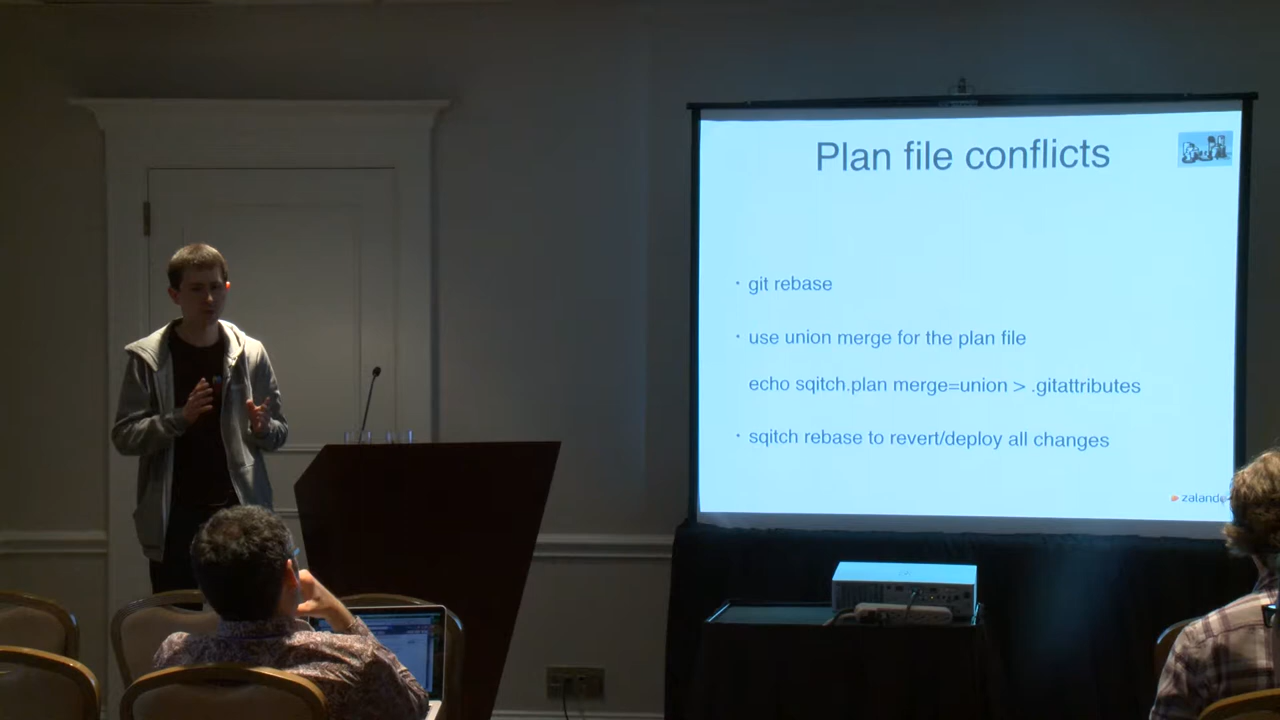 Plan file conflicts
• git rebase
• use union merge for the plan file
echo sqitch.plan merge=union > .gitattributes
• sqitch rebase to revert/deploy all changes
zalando